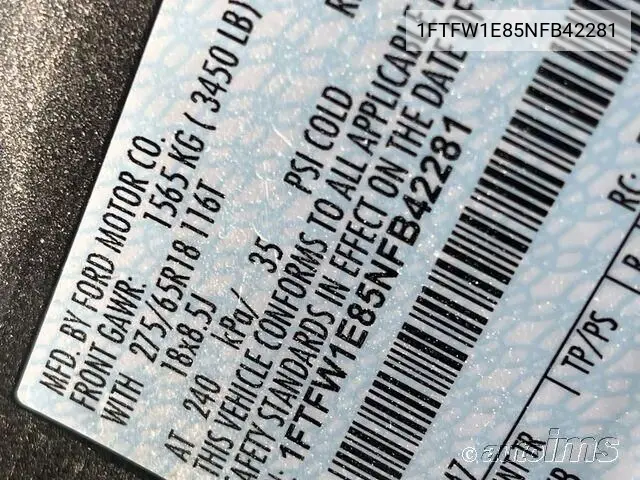 1FTFW1E85NFB42281
MFD. BY FORD MOTOR CO.
FRONT GAWR: 1565 KG ( 3450 LB)
WITH 275/65R18 116T
18x8.5J
AT 240 kPa/ 35 PSI COLD
THIS VEHICLE CONFORMS TO ALL APPLICABLE
SAFETY STANDARDS IN EFFECT ON THE DATE OF
1FTFW1E85NFB42281
RC:
TP/PS
R